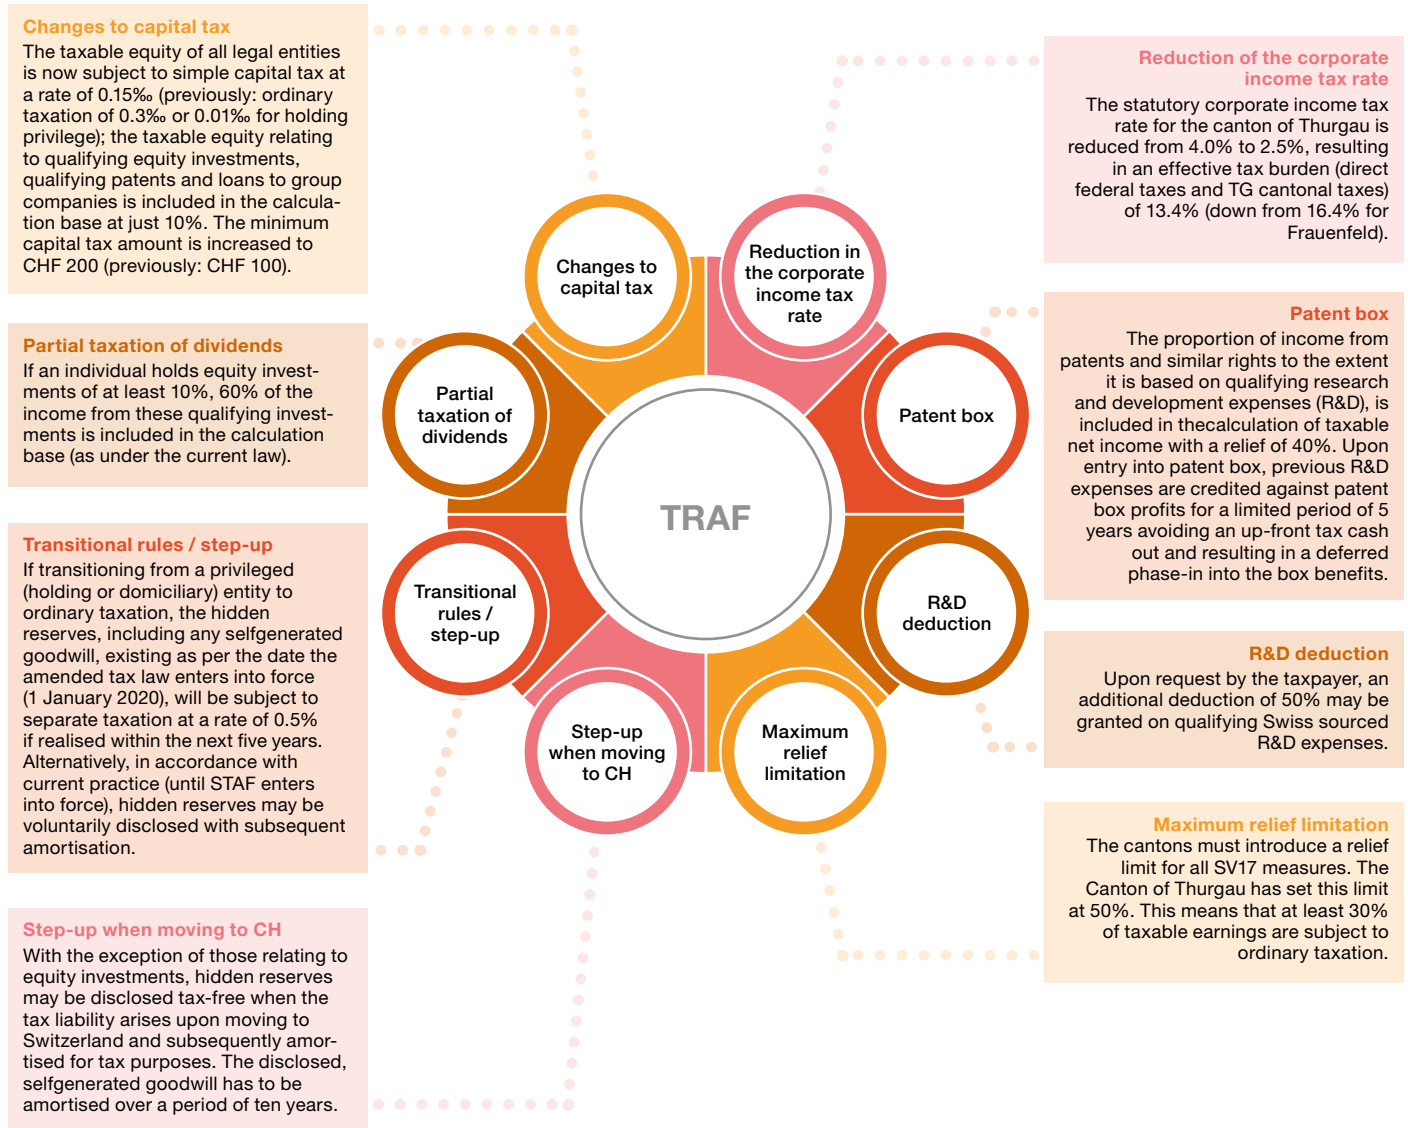 Changes to capital tax
The taxable equity of all legal entities
is now subject to simple capital tax at
a rate of 0.15‰ (previously: ordinary
taxation of 0.3‰ or 0.01‰ for holding
privilege); the taxable equity relating
to qualifying equity investments,
qualifying patents and loans to group
companies is included in the calcula-
tion base at just 10%. The minimum
capital tax amount is increased to
CHF 200 (previously: CHF 100).
Partial taxation of dividends
If an individual holds equity invest-
ments of at least 10%, 60% of the
income from these qualifying invest-
ments is included in the calculation
base (as under the current law).
Transitional rules / step-up
If transitioning from a privileged
(holding or domiciliary) entity to
ordinary taxation, the hidden
reserves, including any selfgenerated
goodwill, existing as per the date the
amended tax law enters into force
(1 January 2020), will be subject to
separate taxation at a rate of 0.5%
if realised within the next five years.
Alternatively, in accordance with
current practice (until STAF enters
into force), hidden reserves may be
voluntarily disclosed with subsequent
amortisation.
Step-up when moving to CH
With the exception of those relating to
equity investments, hidden reserves
may be disclosed tax-free when the
tax liability arises upon moving to
Switzerland and subsequently amor-
tised for tax purposes. The disclosed,
selfgenerated goodwill has to be
amortised over a period of ten years.
Changes to
capital tax
Reduction in
the corporate
income tax
rate
Partial
taxation of
dividends
Patent box
TRAF
Transitional
rules /
step-up
R&D
deduction
Step-up
when moving
to CH
Maximum
relief
limitation
Reduction of the corporate
income tax rate
The statutory corporate income tax
rate for the canton of Thurgau is
reduced from 4.0% to 2.5%, resulting
in an effective tax burden (direct
federal taxes and TG cantonal taxes)
of 13.4% (down from 16.4% for
Frauenfeld).
Patent box
The proportion of income from
patents and similar rights to the extent
it is based on qualifying research
and development expenses (R&D), is
included in thecalculation of taxable
net income with a relief of 40%. Upon
entry into patent box, previous R&D
expenses are credited against patent
box profits for a limited period of 5
years avoiding an up-front tax cash
out and resulting in a deferred
phase-in into the box benefits.
R&D deduction
Upon request by the taxpayer, an
additional deduction of 50% may be
granted on qualifying Swiss sourced
R&D expenses.
Maximum relief limitation
The cantons must introduce a relief
limit for all SV17 measures. The
Canton of Thurgau has set this limit
at 50%. This means that at least 30%
of taxable earnings are subject to
ordinary taxation.